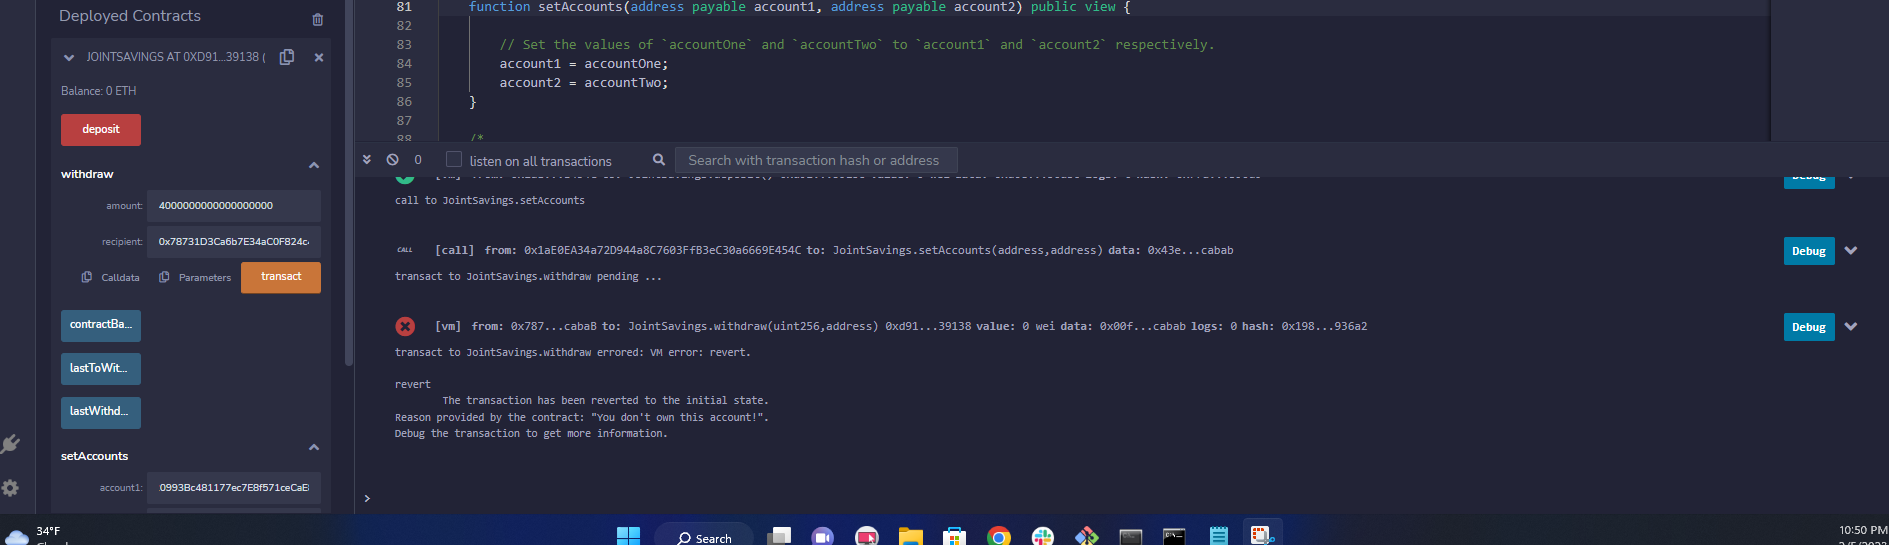 Deployed Contracts
JOINTSAVINGS AT 0XD91...39138 (
Balance: 0 ETH
deposit
withdraw
amount: 4000000000000000000
recipient: 0x78731D3Ca6b7E34aC0F824c
Calldata Parameters transact
contractBa...
lastToWit...
lastWithd...
setAccounts
account1: 0993Bc481177ec7E8f571ceCaE
81 function setAccounts(address payable account1, address payable account2) public view {
82
83 // Set the values of `accountOne` and `accountTwo` to `account1` and `account2` respectively.
84 account1 = accountOne;
85 account2 = accountTwo;
86 }
87
88 /*
0 listen on all transactions Search with transaction hash or address
call to JointSavings.setAccounts
CALL [call] from: 0x1aE0EA34a72D944a8C7603FfB3eC30a6669E454C to: JointSavings.setAccounts(address,address) data: 0x43e...cabab Debug
transact to JointSavings.withdraw pending ...
[vm] from: 0x787...cabaB to: JointSavings.withdraw(uint256,address) 0xd91...39138 value: 0 wei data: 0x00f...cabab logs: 0 hash: 0x198...936a2 Debug
transact to JointSavings.withdraw errored: VM error: revert.
revert
The transaction has been reverted to the initial state.
Reason provided by the contract: "You don't own this account!".
Debug the transaction to get more information.
>
34°F
Search
10:50 PM